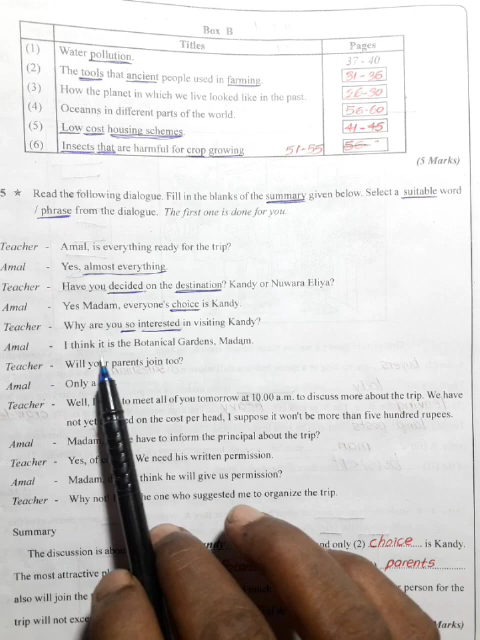 Box B
Titles Pages
(1) Water pollution. 37 - 40
(2) The tools that ancient people used in farming. 31-36
(3) How the planet in which we live looked like in the past. 26-30
(4) Oceanns in different parts of the world. 56-60
(5) Low cost housing schemes. 41-45
(6) Insects that are harmful for crop growing 51-55
(5 Marks)
5 * Read the following dialogue. Fill in the blanks of the summary given below. Select a suitable word
/ phrase from the dialogue. The first one is done for you.
Teacher - Amal, is everything ready for the trip?
Amal - Yes, almost everything.
Teacher - Have you decided on the destination? Kandy or Nuwara Eliya?
Amal - Yes Madam, everyone's choice is Kandy.
Teacher - Why are you so interested in visiting Kandy?
Amal - I think it is the Botanical Gardens, Madam.
Teacher - Will your parents join too?
Amal - Only a
Teacher - Well, to meet all of you tomorrow at 10.00 a.m. to discuss more about the trip. We have
not yet on the cost per head, I suppose it won't be more than five hundred rupees.
Amal - Madam have to inform the principal about the trip?
Teacher - Yes, of We need his written permission.
Amal - Madam, think he will give us permission?
Teacher - Why not he one who suggested me to organize the trip.
Summary
The discussion is and only (2) choice .... is Kandy.
The most attractive parents
also will join the person for the
trip will not Marks)